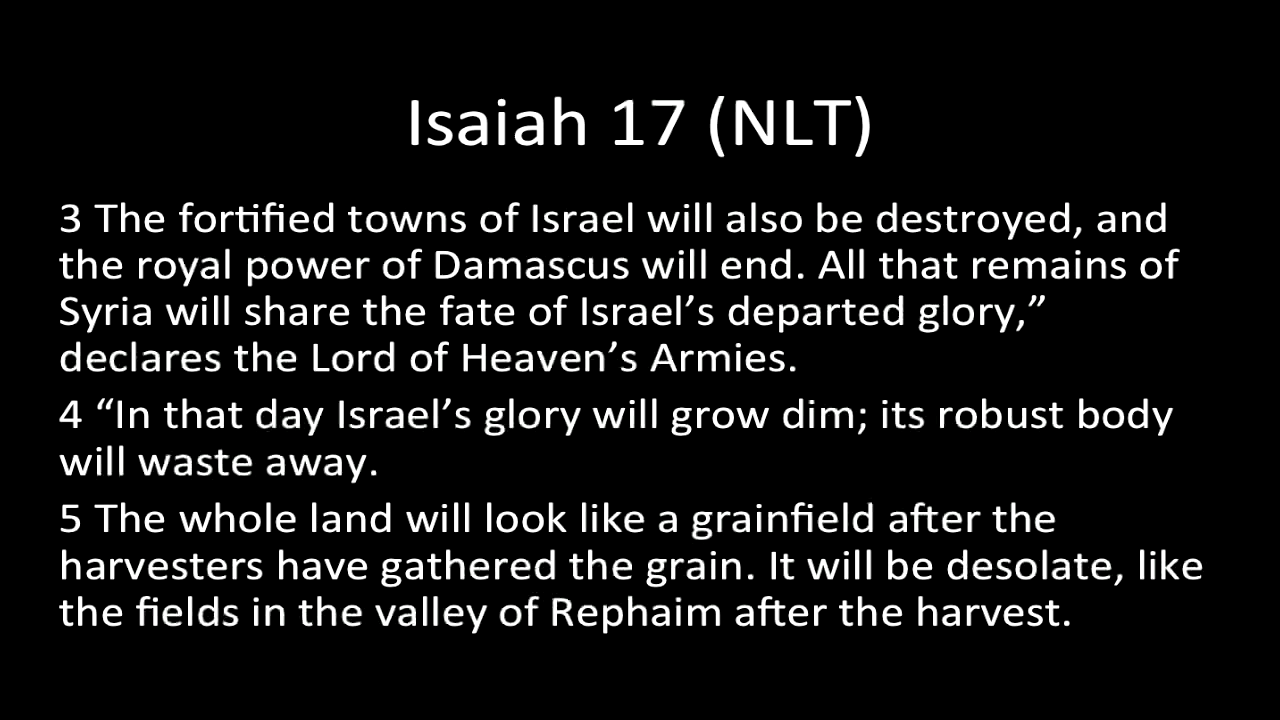 Isaiah 17 (NLT)
3 The fortified towns of Israel will also be destroyed, and
the royal power of Damascus will end. All that remains of
Syria will share the fate of Israel’s departed glory,”
declares the Lord of Heaven’s Armies.
4 “In that day Israel’s glory will grow dim; its robust body
will waste away.
5 The whole land will look like a grainfield after the
harvesters have gathered the grain. It will be desolate, like
the fields in the valley of Rephaim after the harvest.